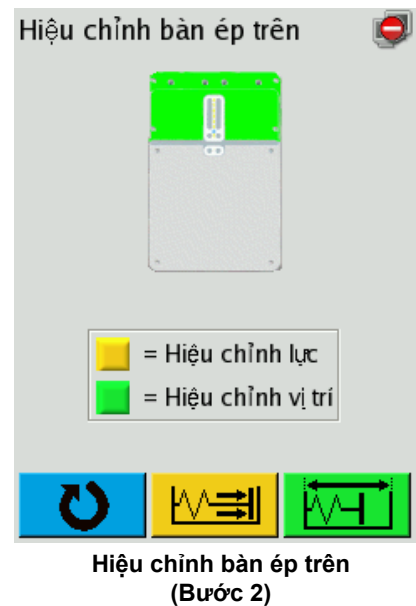 Hiệu chỉnh bàn ép trên
= Hiệu chỉnh lực
= Hiệu chỉnh vị trí
Hiệu chỉnh bàn ép trên
(Bước 2)